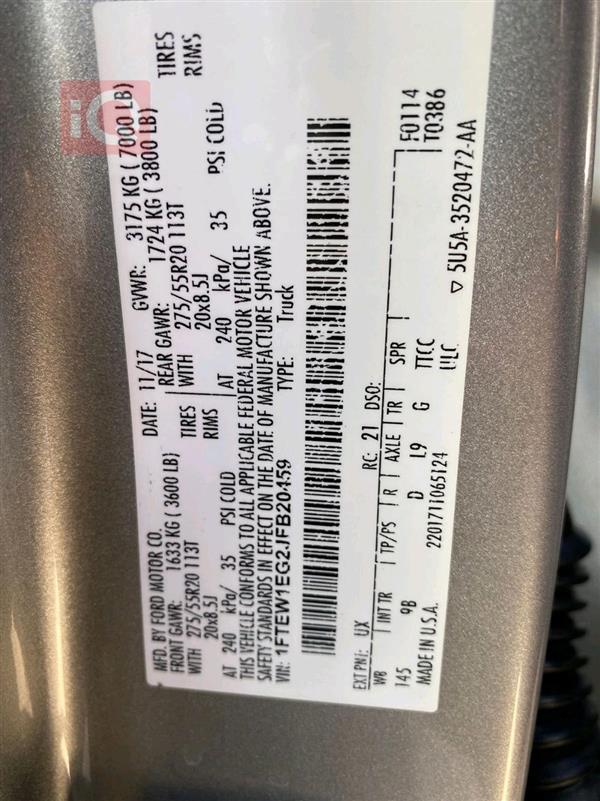 MFD. BY FORD MOTOR CO. DATE: 11/17 GVWR: 3175 KG ( 7000 LB)
FRONT GAWR: 1633 KG ( 3600 LB) REAR GAWR: 1724 KG ( 3800 LB)
WITH 275/55R20 113T TIRES WITH 275/55R20 113T TIRES
20x8.5J RIMS 20x8.5J RIMS
AT 240 kPa/ 35 PSI COLD AT 240 kPa/ 35 PSI COLD
THIS VEHICLE CONFORMS TO ALL APPLICABLE FEDERAL MOTOR VEHICLE
SAFETY STANDARDS IN EFFECT ON THE DATE OF MANUFACTURE SHOWN ABOVE.
VIN: 1FTEW1EG2JFB20459 TYPE: Truck
F0114
T0386
EXT PNT: UX RC: 21 DSO:
WB INT TR TP/PS R AXLE TR SPR
145 9B D L9 G TTCC
ULC
MADE IN U.S.A. 2201711065124
▽ 5U5A-3520472-AA
iC